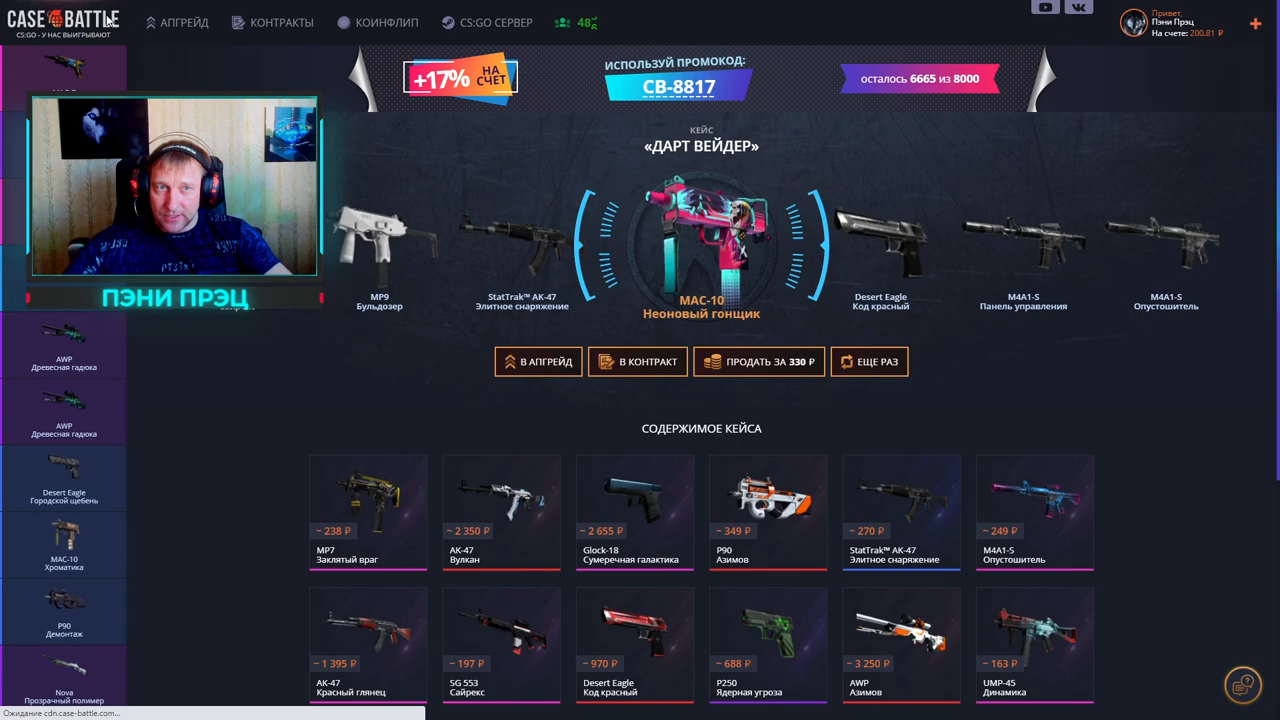 CASE BATTLE
CS:GO - У НАС ВЫИГРЫВАЮТ
АПГРЕЙД
КОНТРАКТЫ
КОИНФЛИП
CS:GO СЕРВЕР
Привет,
Пэни Прэц
На счете: 200.81 ₽
+
+17% НА СЧЕТ
ИСПОЛЬЗУЙ ПРОМОКОД:
CB-8817
осталось 6665 из 8000
КЕЙС
«ДАРТ ВЕЙДЕР»
ПЭНИ ПРЭЦ
MP9
Бульдозер
StatTrak™ AK-47
Элитное снаряжение
MAC-10
Неоновый гонщик
Desert Eagle
Код красный
M4A1-S
Панель управления
M4A1-S
Опустошитель
В АПГРЕЙД
В КОНТРАКТ
ПРОДАТЬ ЗА 330 ₽
ЕЩЕ РАЗ
AWP
Древесная гадюка
AWP
Древесная гадюка
Desert Eagle
Городской щебень
MAC-10
Хроматика
P90
Демонтаж
Nova
Прозрачный полимер
СОДЕРЖИМОЕ КЕЙСА
~ 238 ₽
MP7
Заклятый враг
~ 2 350 ₽
AK-47
Вулкан
~ 2 655 ₽
Glock-18
Сумеречная галактика
~ 349 ₽
P90
Азимов
~ 270 ₽
StatTrak™ AK-47
Элитное снаряжение
~ 249 ₽
M4A1-S
Опустошитель
~ 1 395 ₽
AK-47
Красный глянец
~ 197 ₽
SG 553
Сайрекс
~ 970 ₽
Desert Eagle
Код красный
~ 688 ₽
P250
Ядерная угроза
~ 3 250 ₽
AWP
Азимов
~ 163 ₽
UMP-45
Динамика
Ожидание cdn.case-battle.com...